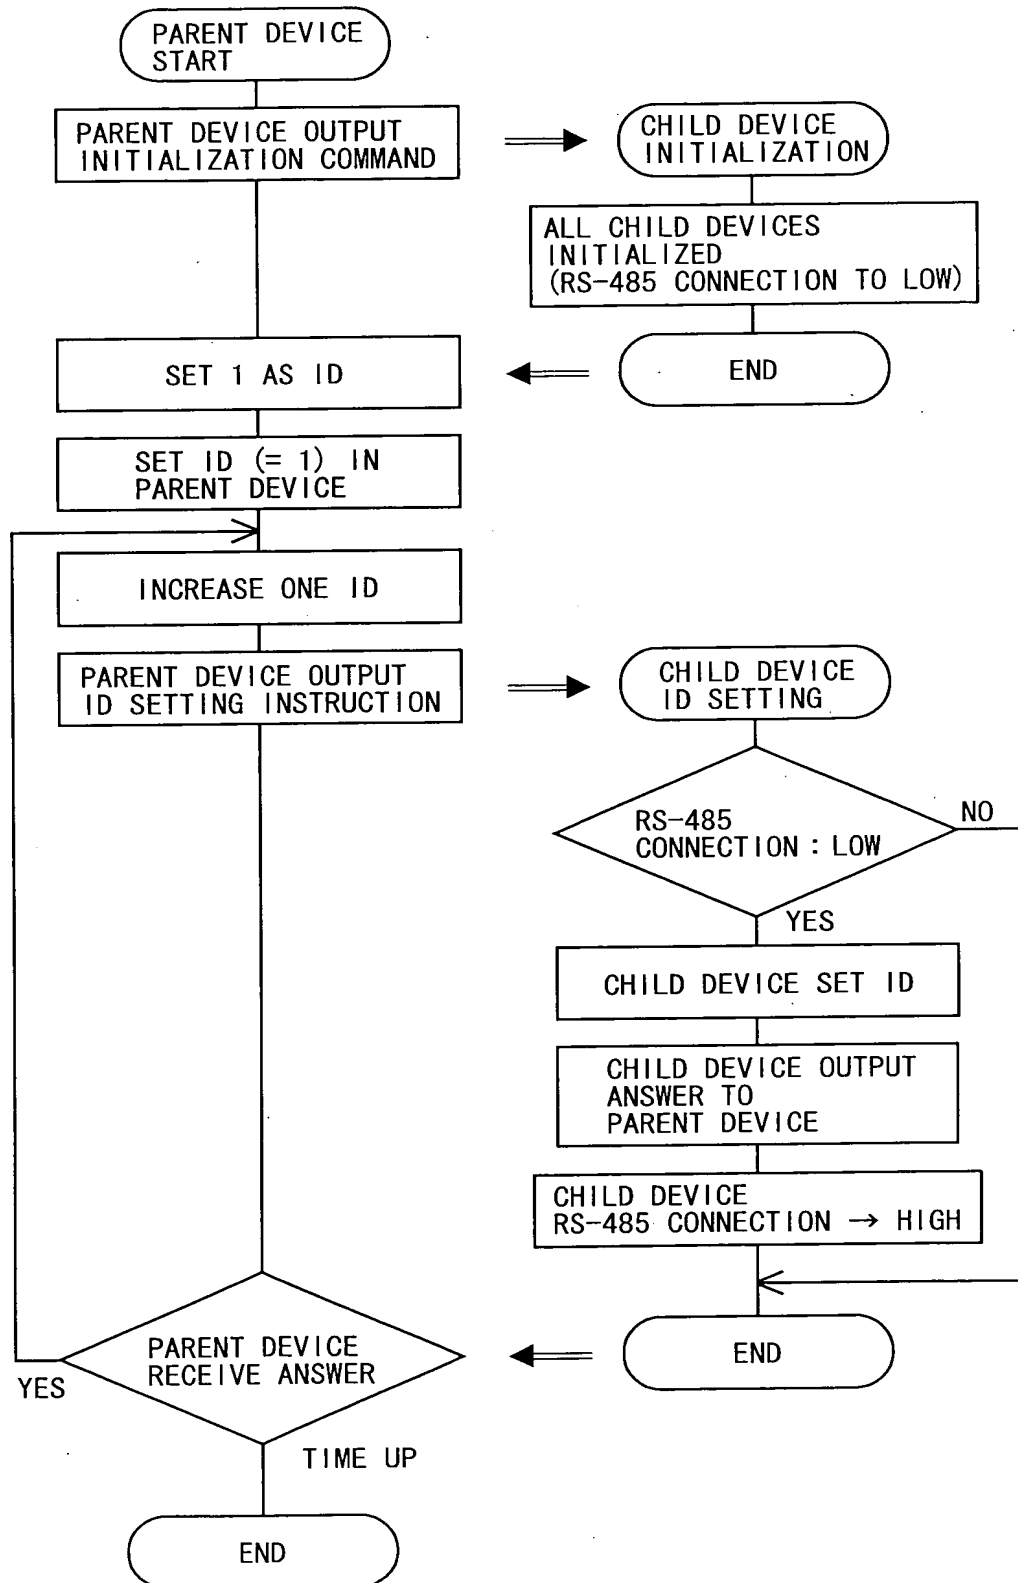 PARENT DEVICE
START
PARENT DEVICE OUTPUT
INITIALIZATION COMMAND
CHILD DEVICE
INITIALIZATION
ALL CHILD DEVICES
INITIALIZED
(RS-485 CONNECTION TO LOW)
SET 1 AS ID
END
SET ID (= 1) IN
PARENT DEVICE
INCREASE ONE ID
PARENT DEVICE OUTPUT
ID SETTING INSTRUCTION
CHILD DEVICE
ID SETTING
RS-485
CONNECTION : LOW
NO
YES
CHILD DEVICE SET ID
CHILD DEVICE OUTPUT
ANSWER TO
PARENT DEVICE
CHILD DEVICE
RS-485 CONNECTION → HIGH
PARENT DEVICE
RECEIVE ANSWER
END
YES
TIME UP
END